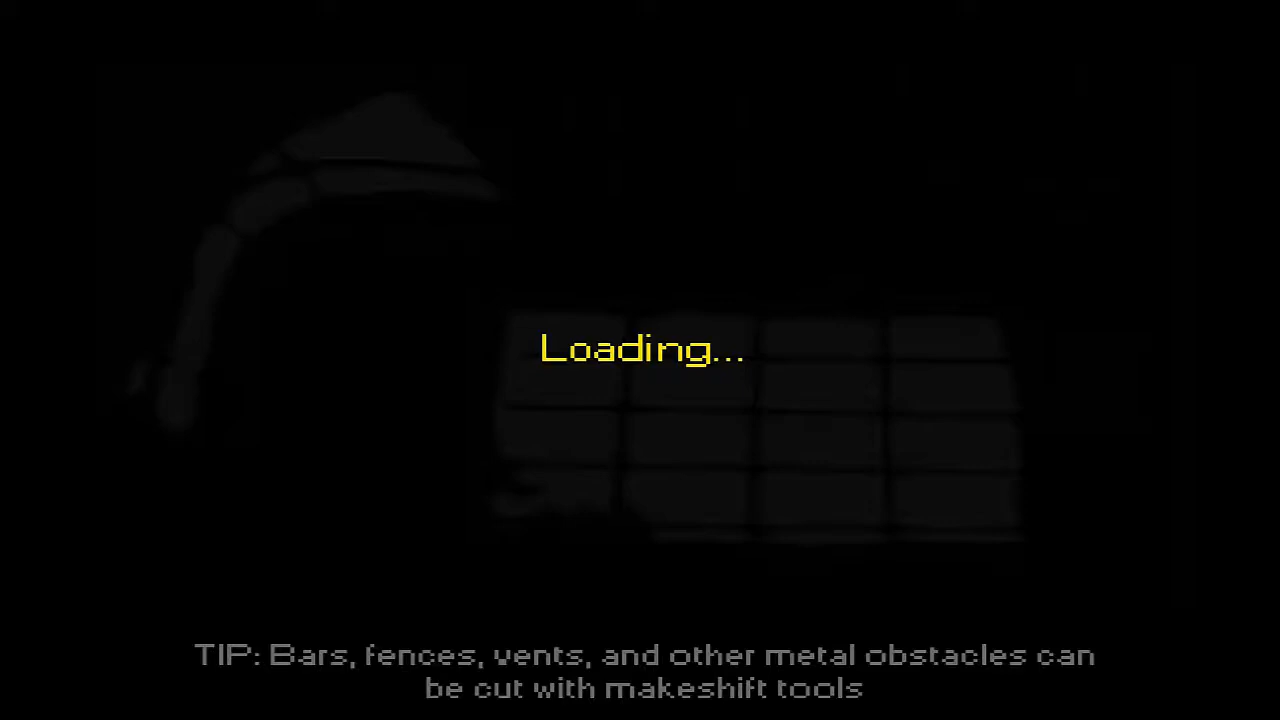 Loading...
TIP: Bars, fences, vents, and other metal obstacles can
be cut with makeshift tools